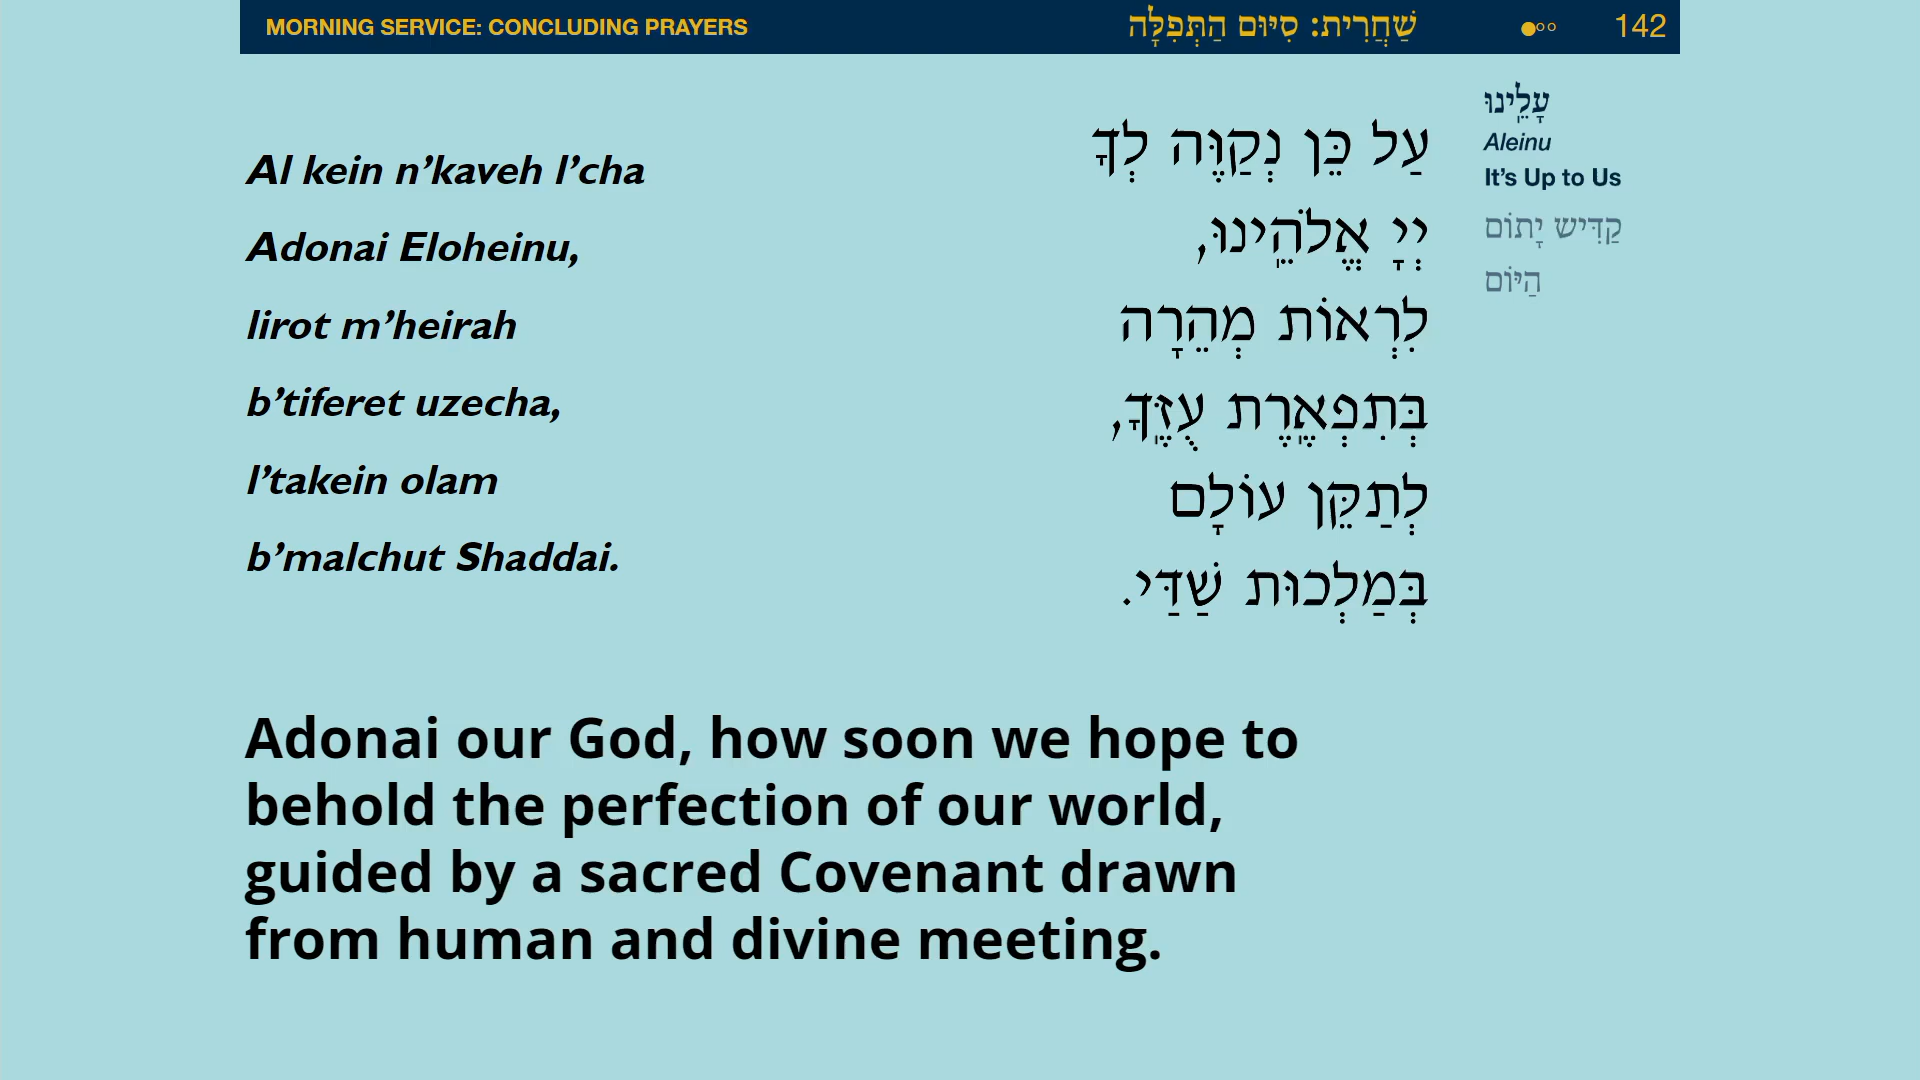 MORNING SERVICE: CONCLUDING PRAYERS
שַׁחֲרִית: סִיּוּם הַתְּפִלָּה
142
Al kein n’kaveh l’cha
Adonai Eloheinu,
lirot m’heirah
b’tiferet uzecha,
l’takein olam
b’malchut Shaddai.
עַל כֵּן נְקַוֶּה לְךָ
יְיָ אֱלֹהֵֽינוּ,
לִרְאוֹת מְהֵרָה
בְּתִפְאֶֽרֶת עֻזֶּֽךָ,
לְתַקֵּן עוֹלָם
בְּמַלְכוּת שַׁדַּי.
עָלֵֽינוּ
Aleinu
It’s Up to Us
קַדִּישׁ יָתוֹם
הַיּוֹם
Adonai our God, how soon we hope to
behold the perfection of our world,
guided by a sacred Covenant drawn
from human and divine meeting.